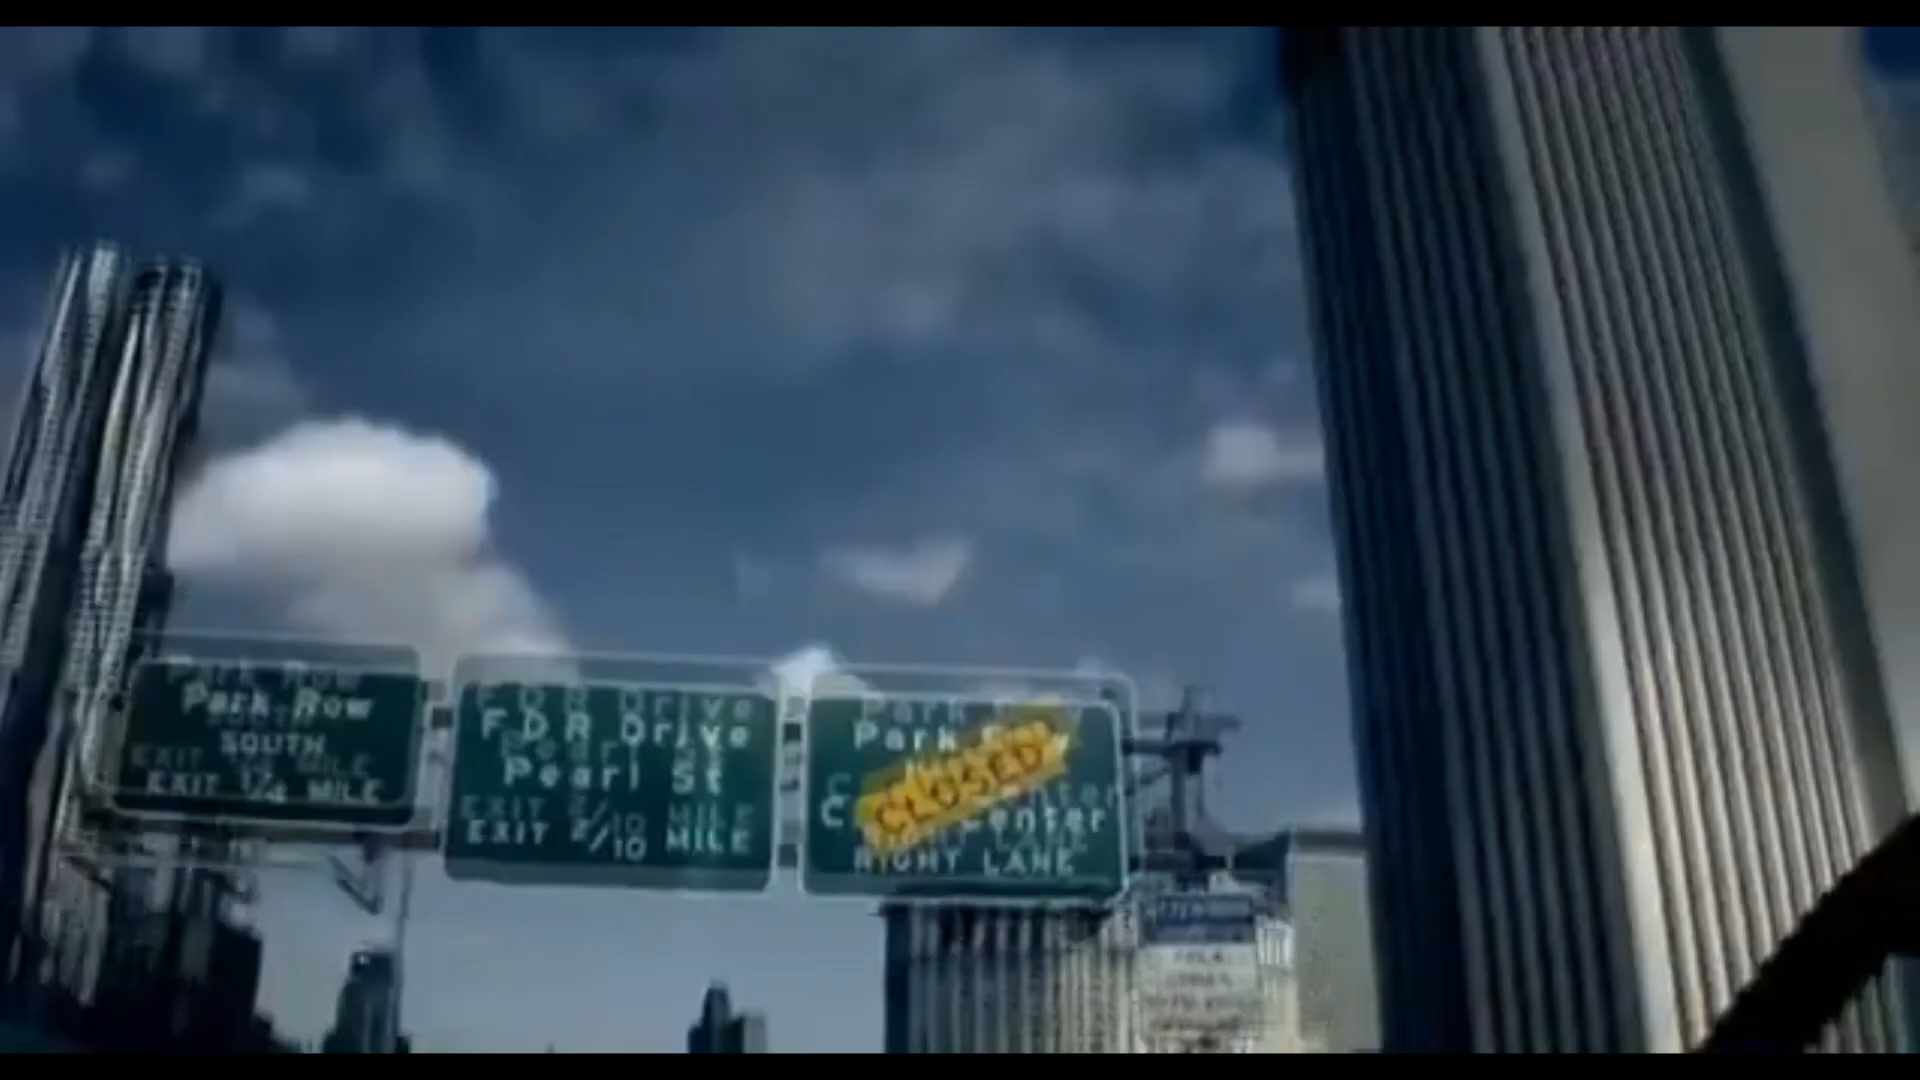 Park Row
SOUTH
EXIT 1/4 MILE
F D R Drive
Pearl St
EXIT 2/10 MILE
Park
CLOSED
Center
RIGHT LANE